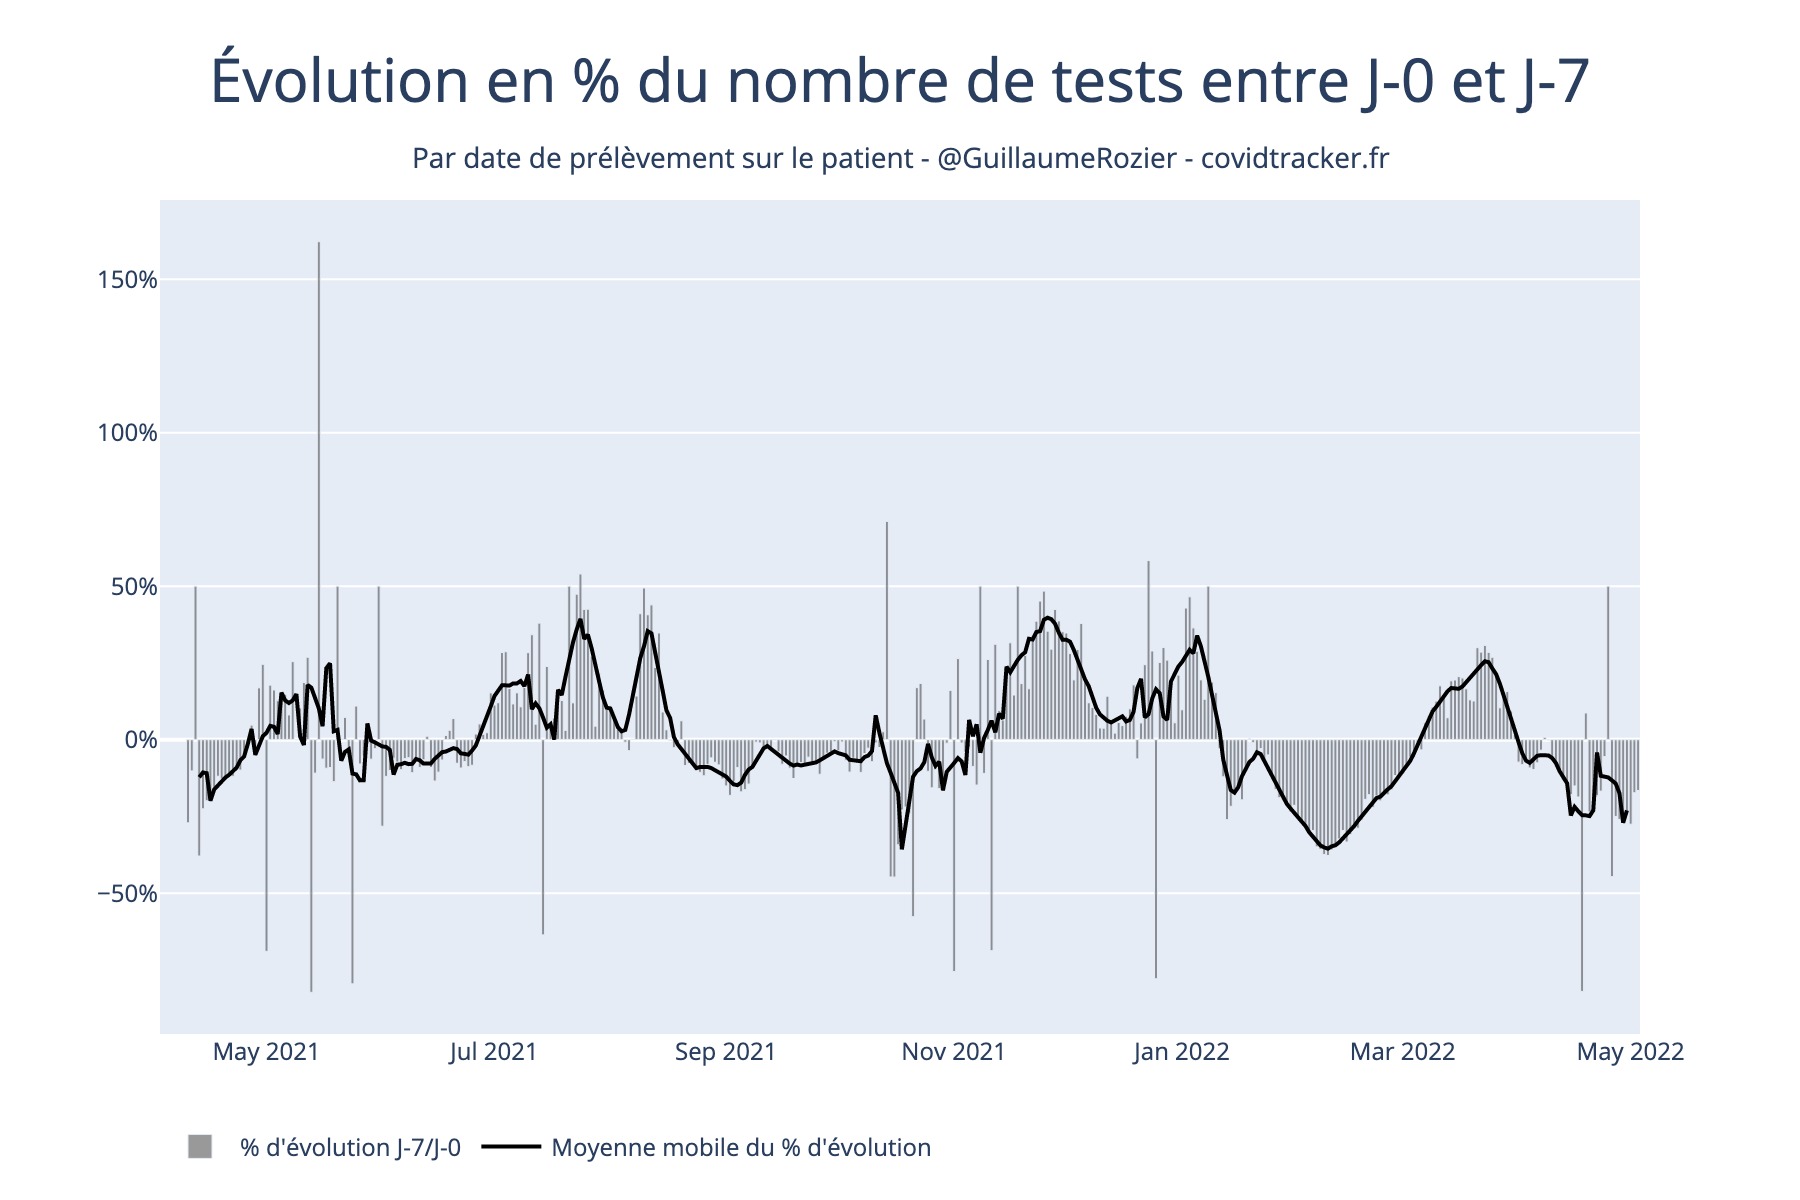 Évolution en % du nombre de tests entre J-0 et J-7
Par date de prélèvement sur le patient - @GuillaumeRozier - covidtracker.fr
150%
100%
50%
0%
−50%
May 2021
Jul 2021
Sep 2021
Nov 2021
Jan 2022
Mar 2022
May 2022
% d'évolution J-7/J-0
Moyenne mobile du % d'évolution